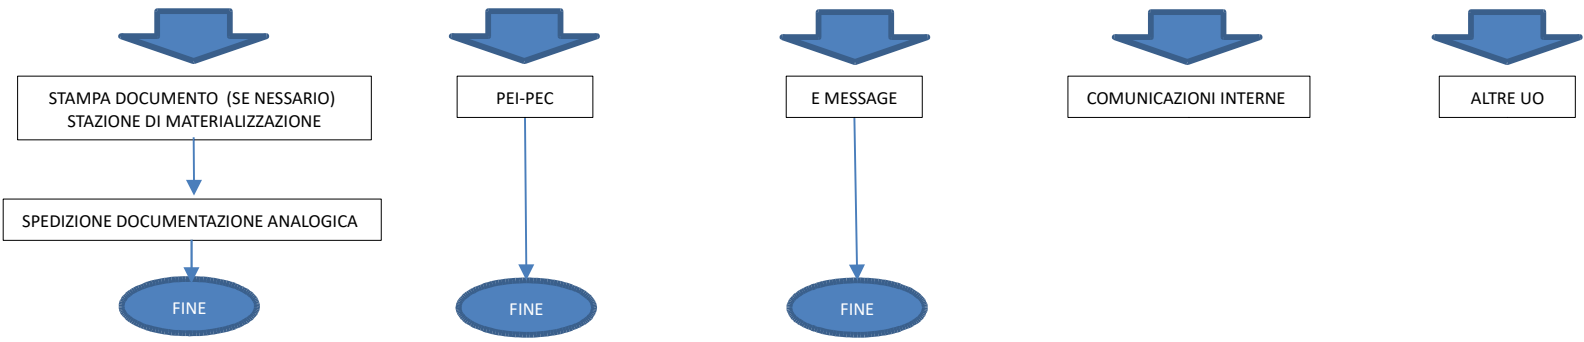 STAMPA DOCUMENTO (SE NESSARIO)
STAZIONE DI MATERIALIZZAZIONE
PEI-PEC
E MESSAGE
COMUNICAZIONI INTERNE
ALTRE UO
SPEDIZIONE DOCUMENTAZIONE ANALOGICA
FINE
FINE
FINE